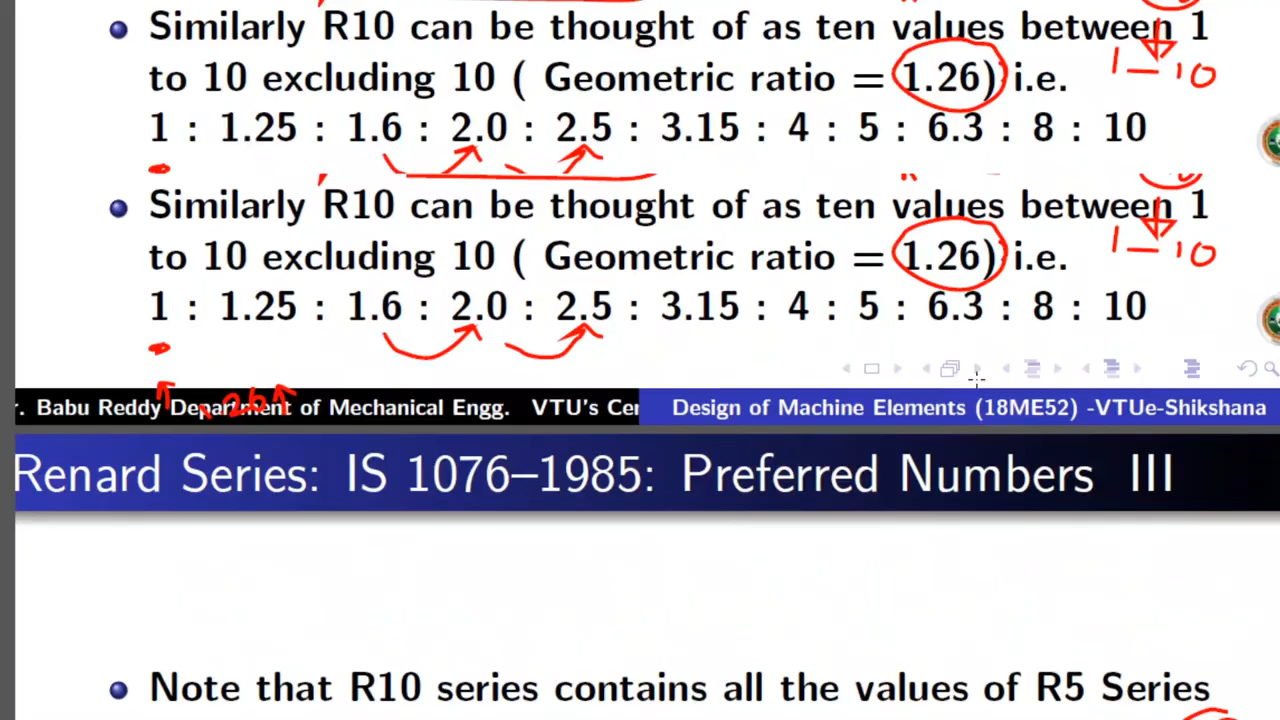 Similarly R10 can be thought of as ten values between 1
to 10 excluding 10 ( Geometric ratio = 1.26) i.e.
1 – 10
1 : 1.25 : 1.6 : 2.0 : 2.5 : 3.15 : 4 : 5 : 6.3 : 8 : 10
Similarly R10 can be thought of as ten values between 1
to 10 excluding 10 ( Geometric ratio = 1.26) i.e.
1 – 10
1 : 1.25 : 1.6 : 2.0 : 2.5 : 3.15 : 4 : 5 : 6.3 : 8 : 10
1.26
r. Babu Reddy Department of Mechanical Engg. VTU's Cen
Design of Machine Elements (18ME52) -VTUe-Shikshana
Renard Series: IS 1076–1985: Preferred Numbers III
Note that R10 series contains all the values of R5 Series